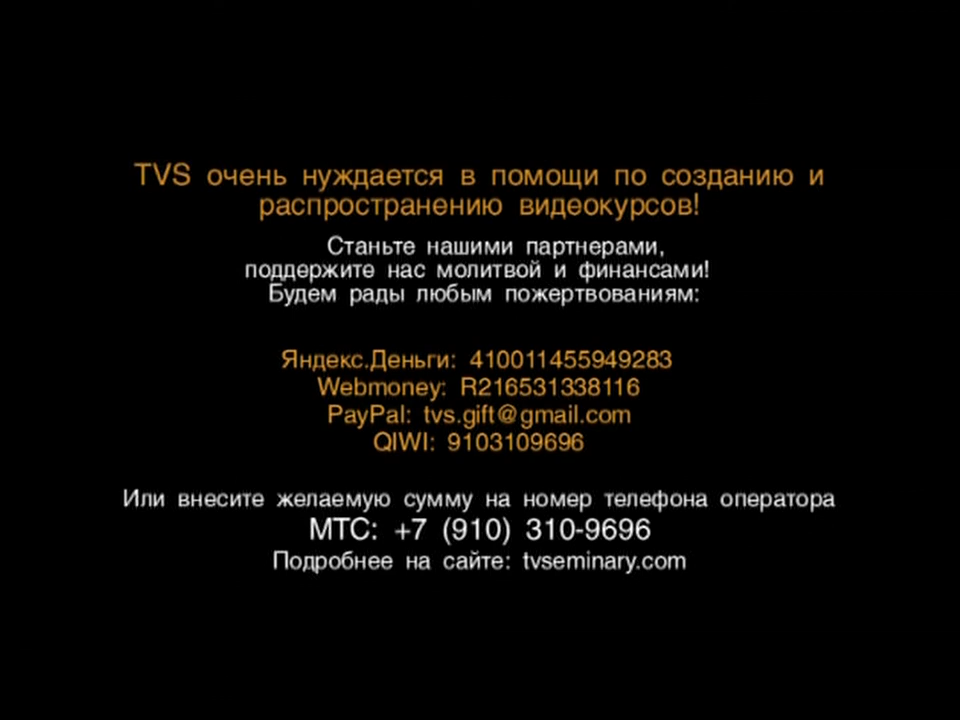 TVS очень нуждается в помощи по созданию и
распространению видеокурсов!
Станьте нашими партнерами,
поддержите нас молитвой и финансами!
Будем рады любым пожертвованиям:
Яндекс.Деньги: 410011455949283
Webmoney: R216531338116
PayPal: tvs.gift@gmail.com
QIWI: 9103109696
Или внесите желаемую сумму на номер телефона оператора
МТС: +7 (910) 310-9696
Подробнее на сайте: tvseminary.com